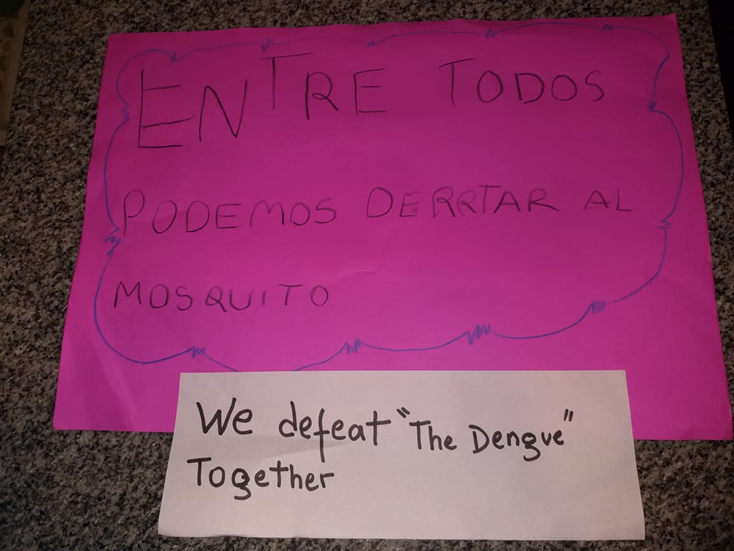 ENTRE TODOS
PODEMOS DERRTAR AL
MOSQUITO
We defeat "The Dengue"
Together